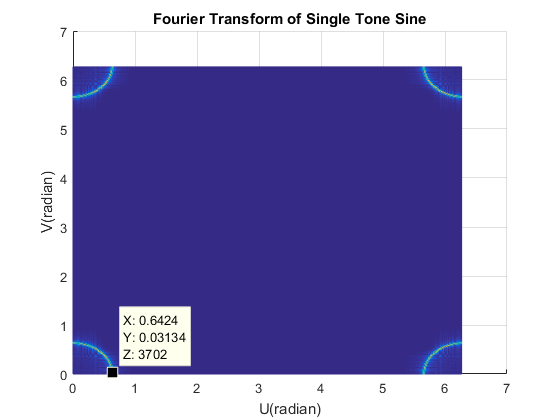 Fourier Transform of Single Tone Sine
7
6
5
4
3
2
1
0
V(radian)
X: 0.6424
Y: 0.03134
Z: 3702
0 1 2 3 4 5 6 7
U(radian)